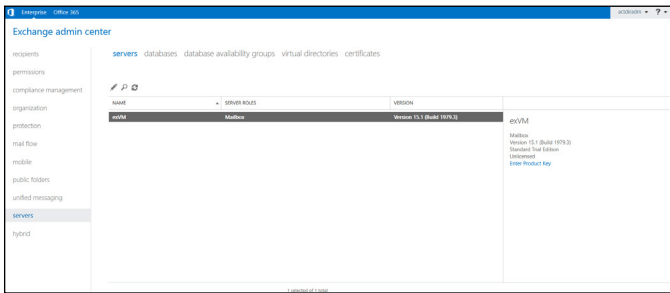 Enterprise Office 365
Exchange admin center
recipients
permissions
compliance management
organization
protection
mail flow
mobile
public folders
unified messaging
servers
hybrid
servers databases database availability groups virtual directories certificates
NAME SERVER ROLES VERSION
exVM Mailbox Version 15.1 (Build 1979.3)
exVM
Mailbox
Version 15.1 (Build 1979.3)
Standard Trial Edition
Unlicensed
Enter Product Key
1 selected of 1 total